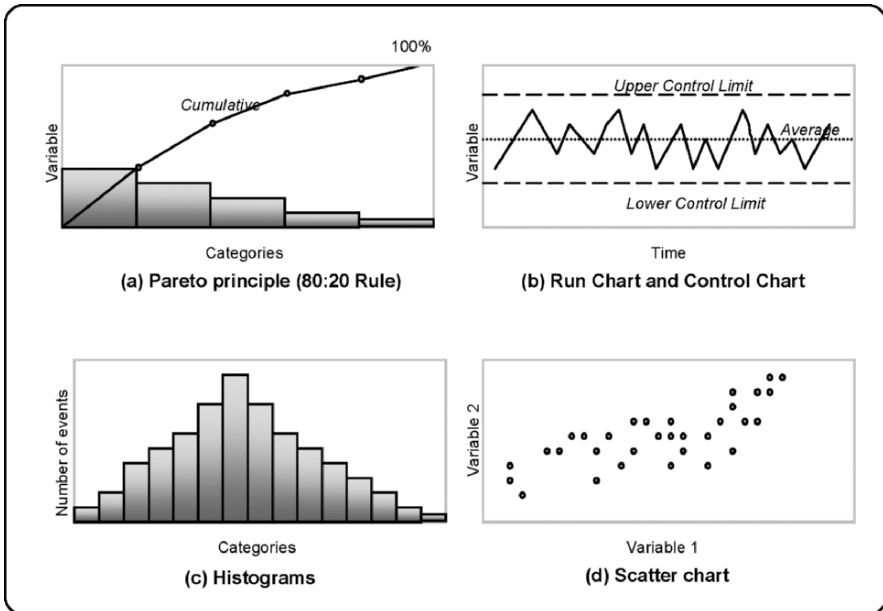 100%
Cumulative
Variable
Categories
(a) Pareto principle (80:20 Rule)
Upper Control Limit
Average
Variable
Lower Control Limit
Time
(b) Run Chart and Control Chart
Number of events
Categories
(c) Histograms
Variable 2
Variable 1
(d) Scatter chart